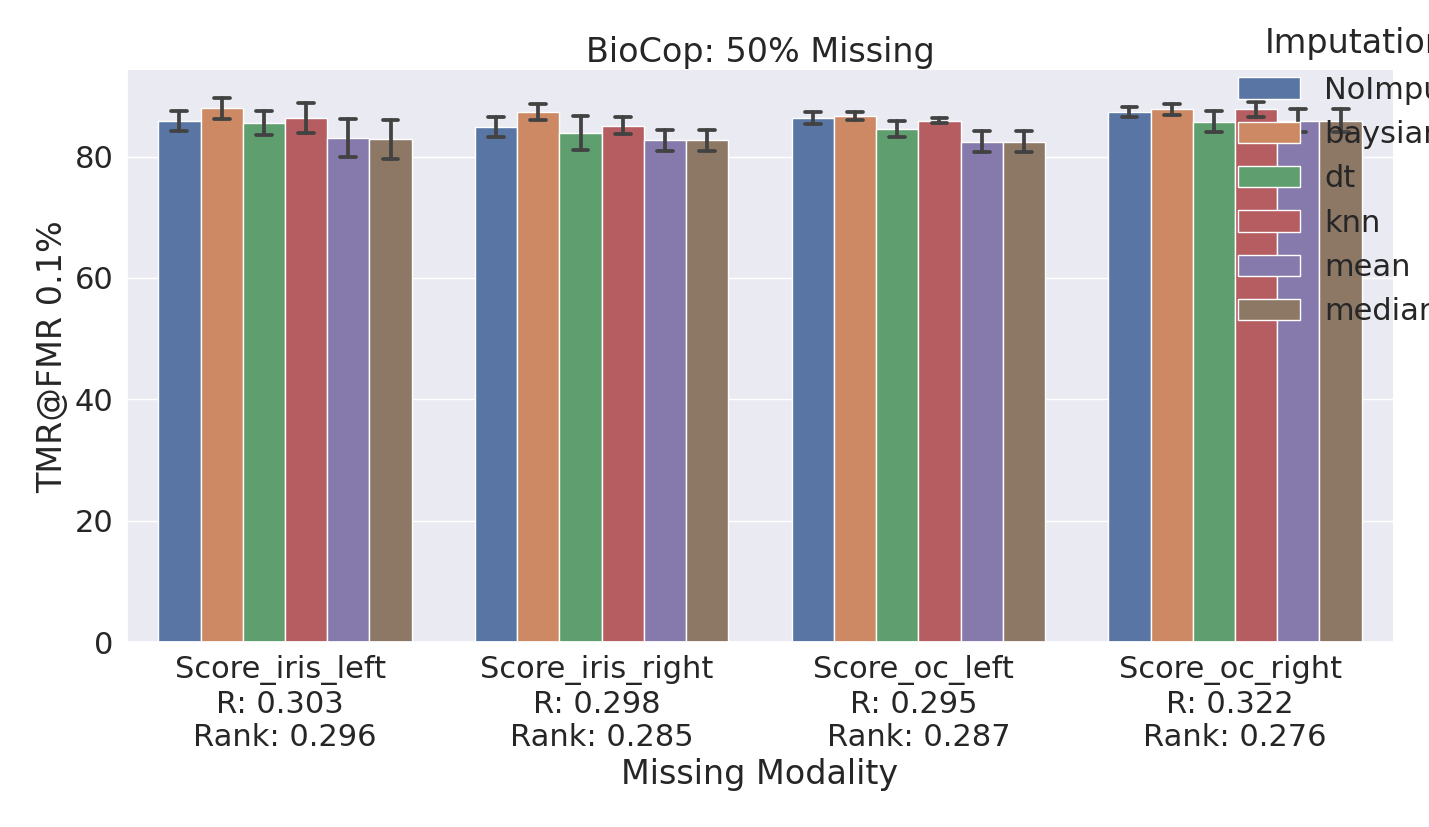 BioCop: 50% Missing
Imputation
NoImpu
baysian
dt
knn
mean
median
TMR@FMR 0.1%
80
60
40
20
0
Score_iris_left
R: 0.303
Rank: 0.296
Score_iris_right
R: 0.298
Rank: 0.285
Score_oc_left
R: 0.295
Rank: 0.287
Score_oc_right
R: 0.322
Rank: 0.276
Missing Modality